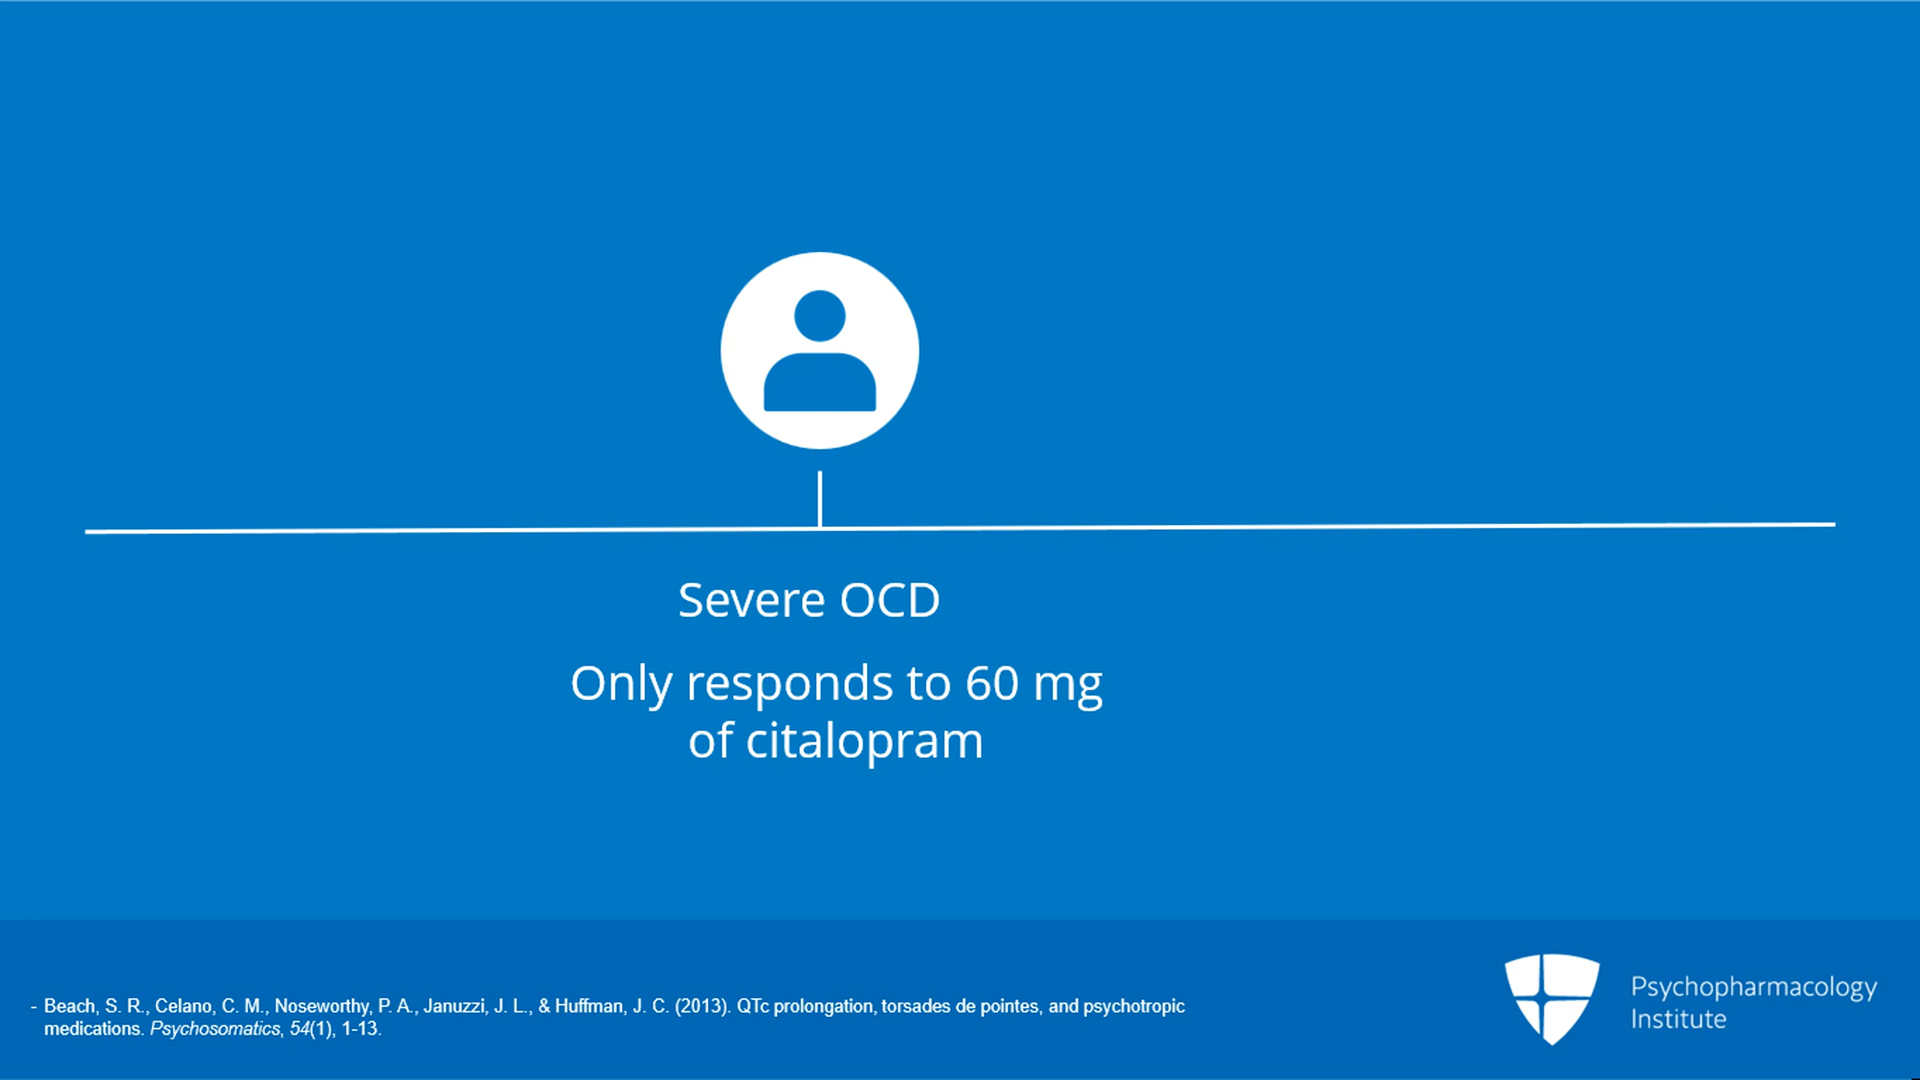 Severe OCD
Only responds to 60 mg
of citalopram
- Beach, S. R., Celano, C. M., Noseworthy, P. A., Januzzi, J. L., & Huffman, J. C. (2013). QTc prolongation, torsades de pointes, and psychotropic
medications. Psychosomatics, 54(1), 1-13.
Psychopharmacology
Institute